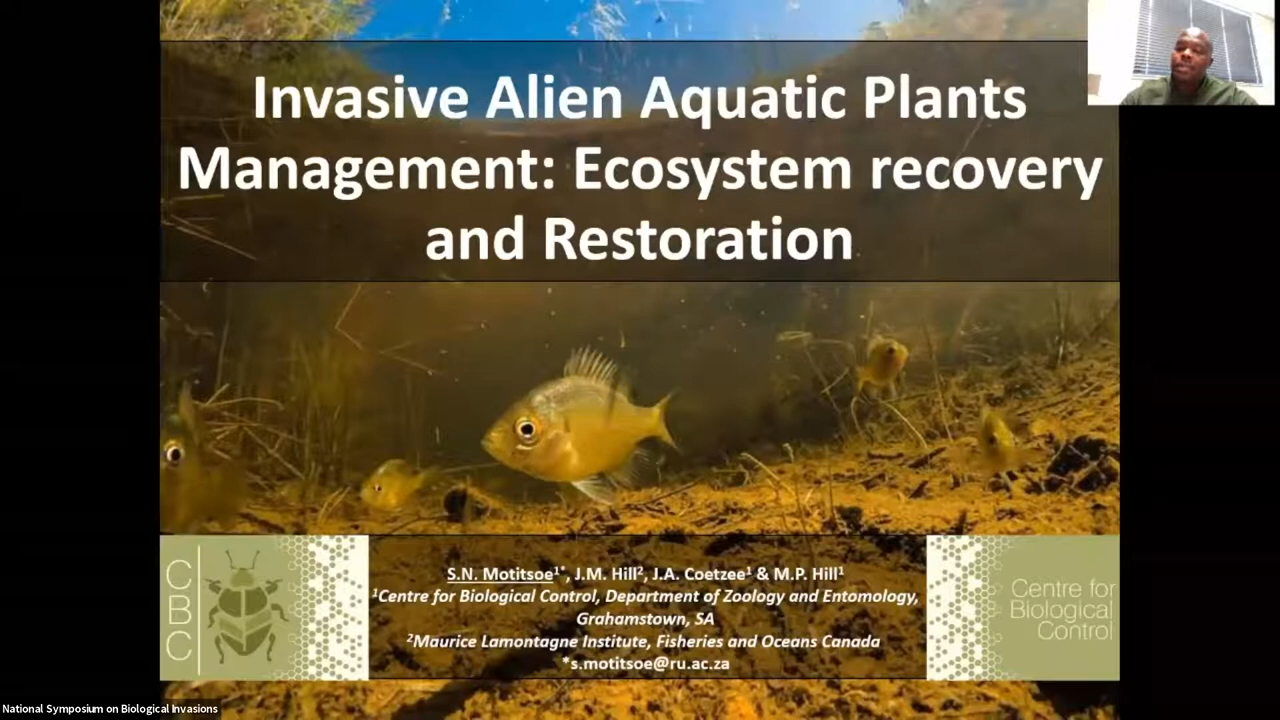 Invasive Alien Aquatic Plants
Management: Ecosystem recovery
and Restoration
C
B
C
S.N. Motitsoe¹*, J.M. Hill², J.A. Coetzee¹ & M.P. Hill¹
¹Centre for Biological Control, Department of Zoology and Entomology,
Grahamstown, SA
²Maurice Lamontagne Institute, Fisheries and Oceans Canada
*s.motitsoe@ru.ac.za
Centre for
Biological
Control
National Symposium on Biological Invasions